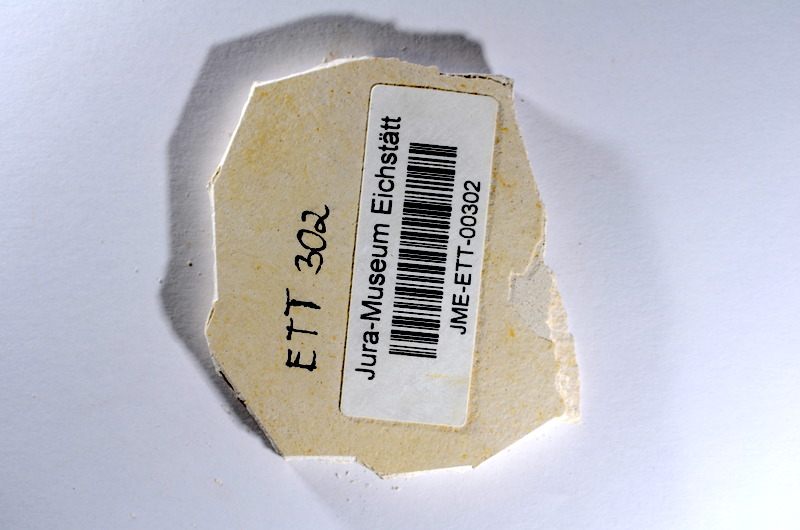 ETT 302
Jura-Museum Eichstätt
JME-ETT-00302